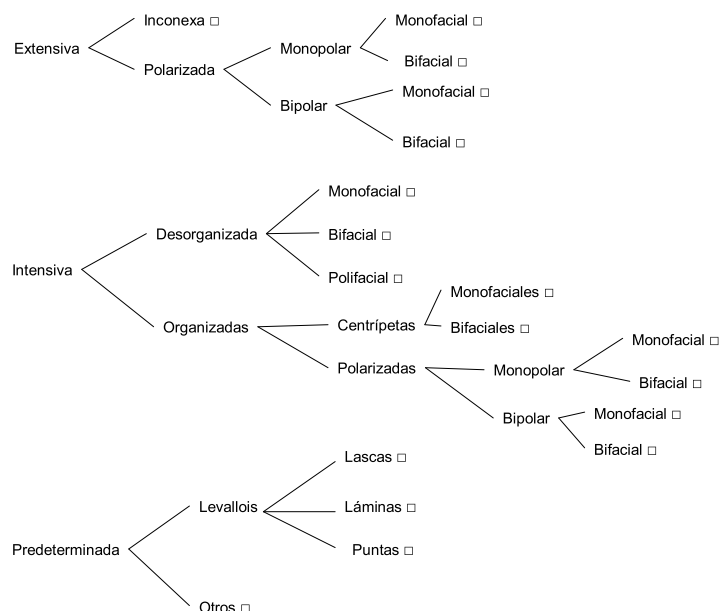 Inconexa □
Monofacial □
Extensiva
Monopolar
Polarizada
Bifacial □
Monofacial □
Bipolar
Bifacial □
Monofacial □
Desorganizada
Bifacial □
Intensiva
Polifacial □
Monofaciales □
Organizadas
Centrípetas
Bifaciales □
Monofacial □
Polarizadas
Monopolar
Bifacial □
Bipolar
Monofacial □
Bifacial □
Lascas □
Levallois
Láminas □
Predeterminada
Puntas □
Otros □